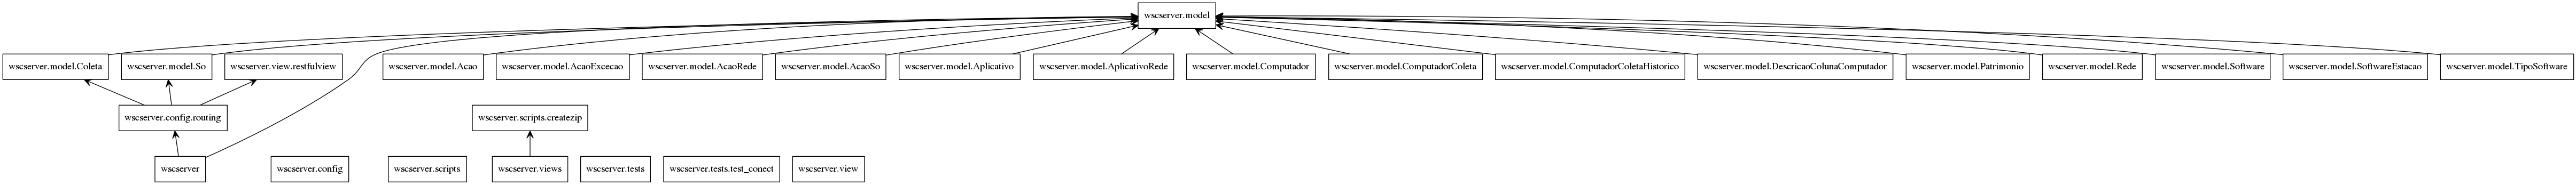 wscserver.model
wscserver.model.Coleta
wscserver.model.So
wscserver.view.restfulview
wscserver.model.Acao
wscserver.model.AcaoExcecao
wscserver.model.AcaoRede
wscserver.model.AcaoSo
wscserver.model.Aplicativo
wscserver.model.AplicativoRede
wscserver.model.Computador
wscserver.model.ComputadorColeta
wscserver.model.ComputadorColetaHistorico
wscserver.model.DescricaoColunaComputador
wscserver.model.Patrimonio
wscserver.model.Rede
wscserver.model.Software
wscserver.model.SoftwareEstacao
wscserver.model.TipoSoftware
wscserver.config.routing
wscserver.scripts.createzip
wscserver
wscserver.config
wscserver.scripts
wscserver.views
wscserver.tests
wscserver.tests.test_conect
wscserver.view